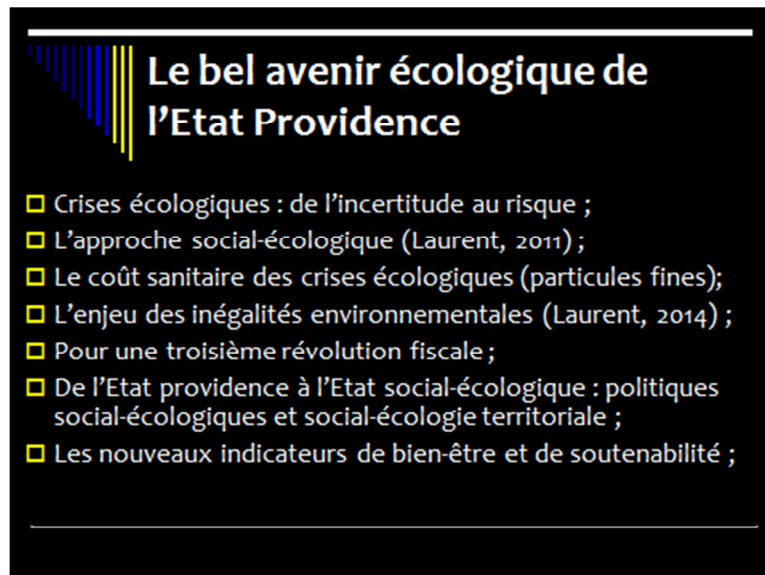 Le bel avenir écologique de
l’Etat Providence
Crises écologiques : de l’incertitude au risque ;
L’approche social-écologique (Laurent, 2011) ;
Le coût sanitaire des crises écologiques (particules fines);
L’enjeu des inégalités environnementales (Laurent, 2014) ;
Pour une troisième révolution fiscale ;
De l’Etat providence à l’Etat social-écologique : politiques
social-écologiques et social-écologie territoriale ;
Les nouveaux indicateurs de bien-être et de soutenabilité ;